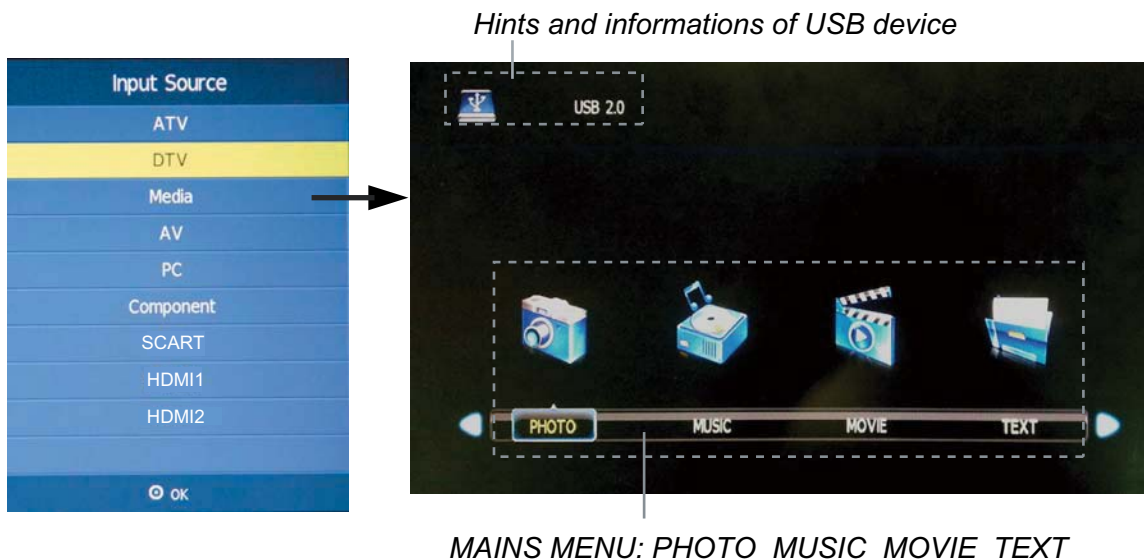 Hints and informations of USB device
Input Source
ATV
DTV
Media
AV
PC
Component
SCART
HDMI1
HDMI2
OK
USB 2.0
PHOTO MUSIC MOVIE TEXT
MAINS MENU: PHOTO MUSIC MOVIE TEXT